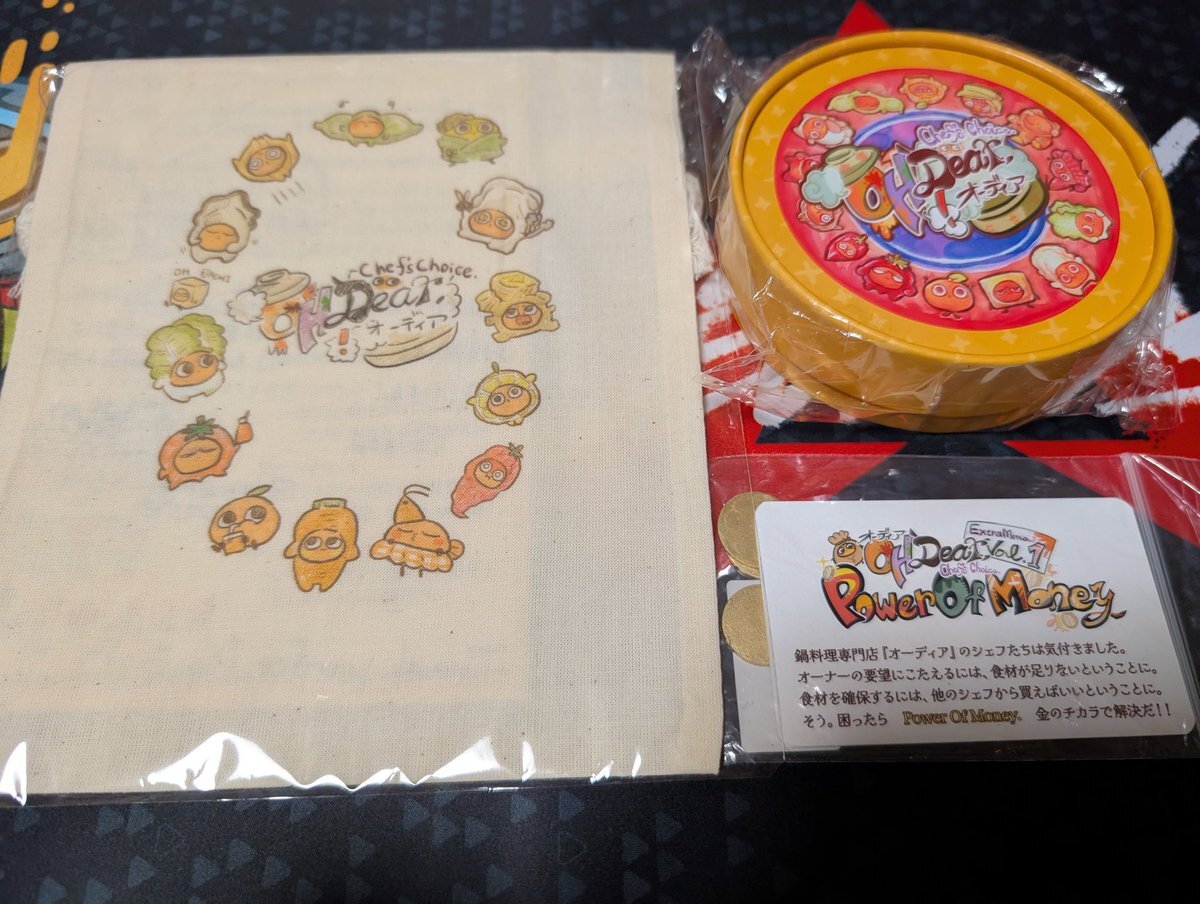 OH MOCHI
Chef's Choice.
OH! Dear.
オーディア
Chef's Choice.
OH! Dear.
オーディア
オーディア
OH! Dear. Vol.1
Extra Menu
Chef's Choice.
Power Of Money
鍋料理専門店『オーディア』のシェフたちは気付きました。
オーナーの要望にこたえるには、食材が足りないということに。
食材を確保するには、他のシェフから買えばいいということに。
そう。困ったら Power Of Money. 金のチカラで解決だ!!